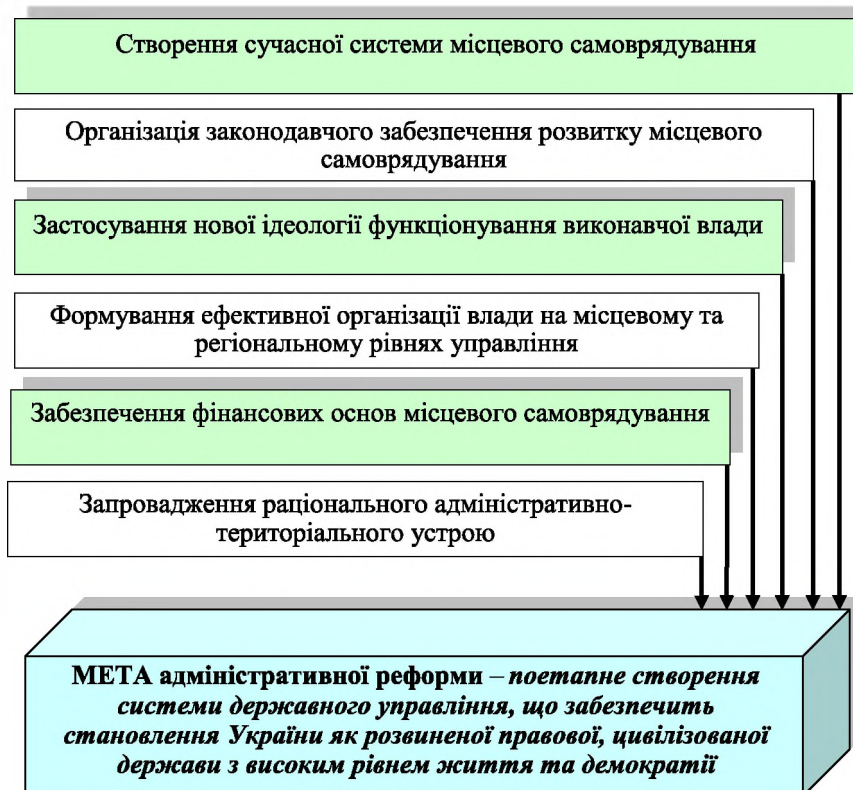 Створення сучасної системи місцевого самоврядування
Організація законодавчого забезпечення розвитку місцевого
самоврядування
Застосування нової ідеології функціонування виконавчої влади
Формування ефективної організації влади на місцевому та
регіональному рівнях управління
Забезпечення фінансових основ місцевого самоврядування
Запровадження раціонального адміністративно-
територіального устрою
МЕТА адміністративної реформи – поетапне створення
системи державного управління, що забезпечить
становлення України як розвиненої правової, цивілізованої
держави з високим рівнем життя та демократії